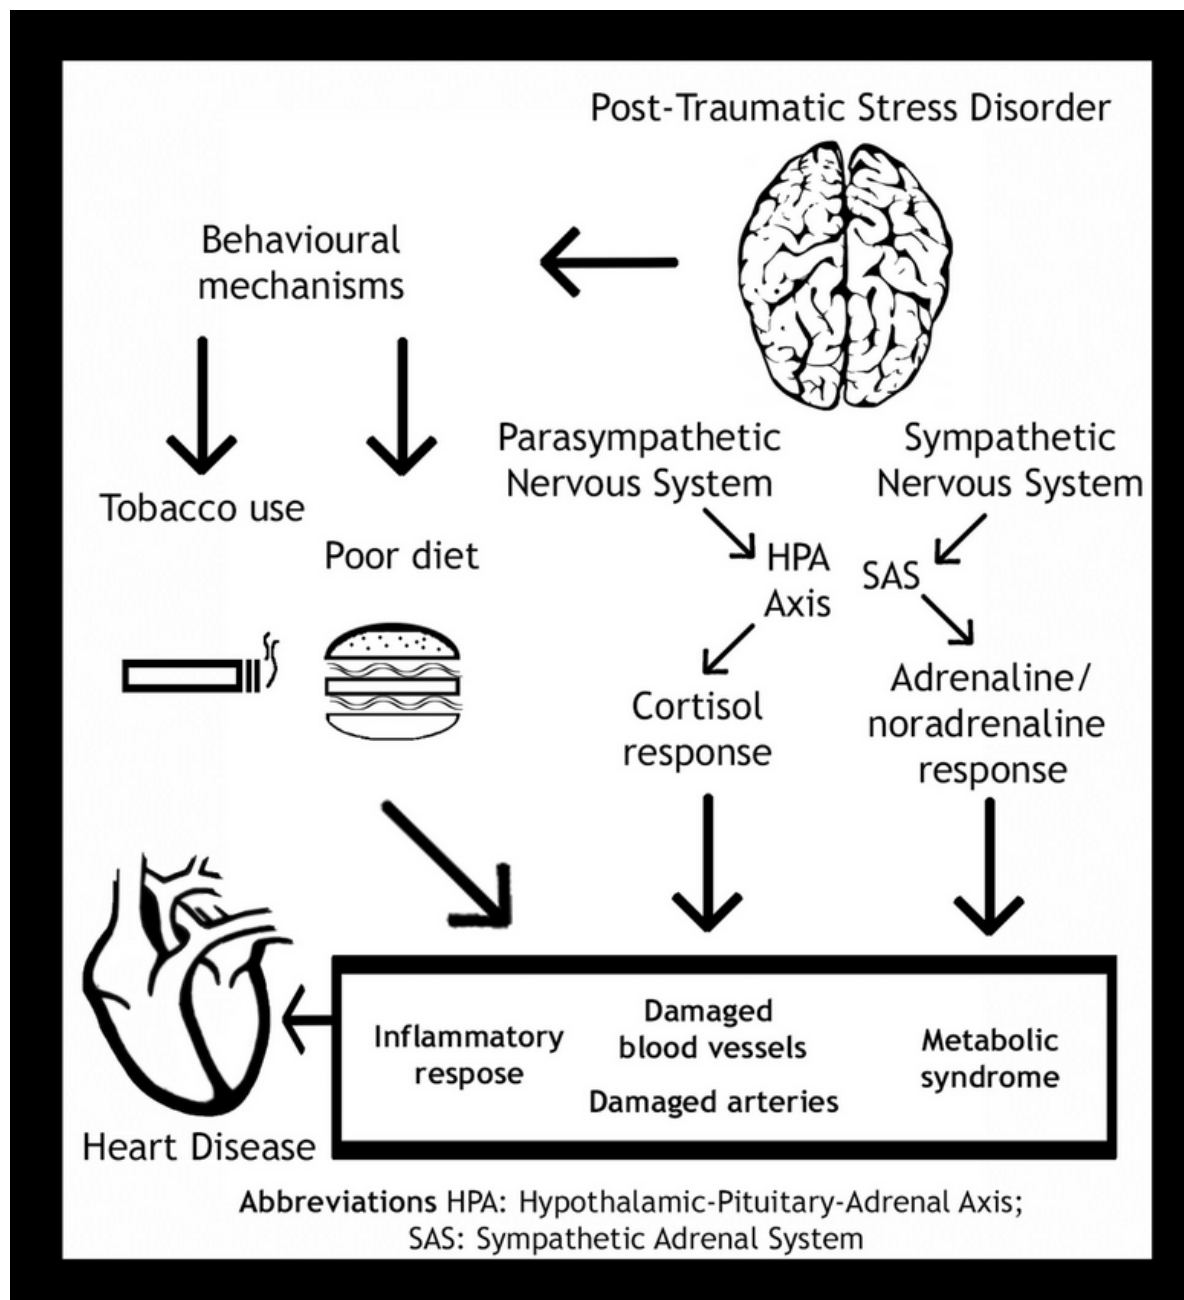 Post-Traumatic Stress Disorder
Behavioural
mechanisms
Tobacco use
Poor diet
Parasympathetic
Nervous System
Sympathetic
Nervous System
HPA
Axis
SAS
Cortisol
response
Adrenaline/
noradrenaline
response
Inflammatory
respose
Damaged
blood vessels
Damaged arteries
Metabolic
syndrome
Heart Disease
Abbreviations HPA: Hypothalamic-Pituitary-Adrenal Axis;
SAS: Sympathetic Adrenal System